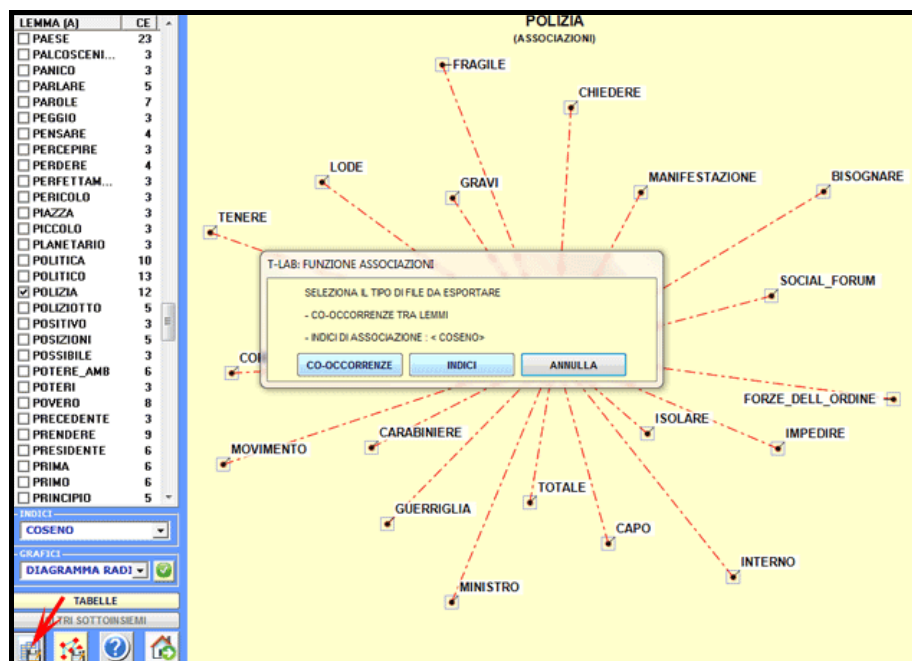 LEMMA (A) CE
PAESE 23
PALCOSCENI... 3
PANICO 3
PARLARE 5
PAROLE 7
PEGGIO 3
PENSARE 4
PERCEPIRE 3
PERDERE 4
PERFETTAM... 3
PERICOLO 3
PIAZZA 3
PICCOLO 3
PLANETARIO 3
POLITICA 10
POLITICO 13
POLIZIA 12
POLIZIOTTO 5
POSITIVO 3
POSIZIONI 5
POSSIBILE 3
POTERE_AMB 6
POTERI 3
POVERO 8
PRECEDENTE 3
PRENDERE 9
PRESIDENTE 6
PRIMA 6
PRIMO 6
PRINCIPIO 5
INDICI
COSENO
GRAFICI
DIAGRAMMA RADI
TABELLE
TRI SOTTOINSIEMI
POLIZIA
(ASSOCIAZIONI)
FRAGILE
CHIEDERE
LODE
GRAVI
MANIFESTAZIONE
BISOGNARE
TENERE
SOCIAL_FORUM
T-LAB: FUNZIONE ASSOCIAZIONI
SELEZIONA IL TIPO DI FILE DA ESPORTARE
- CO-OCCORRENZE TRA LEMMI
- INDICI DI ASSOCIAZIONE : < COSENO>
CO-OCCORRENZE INDICI ANNULLA
FORZE_DELL_ORDINE
ISOLARE
IMPEDIRE
CARABINIERE
MOVIMENTO
GUERRIGLIA
TOTALE
CAPO
INTERNO
MINISTRO